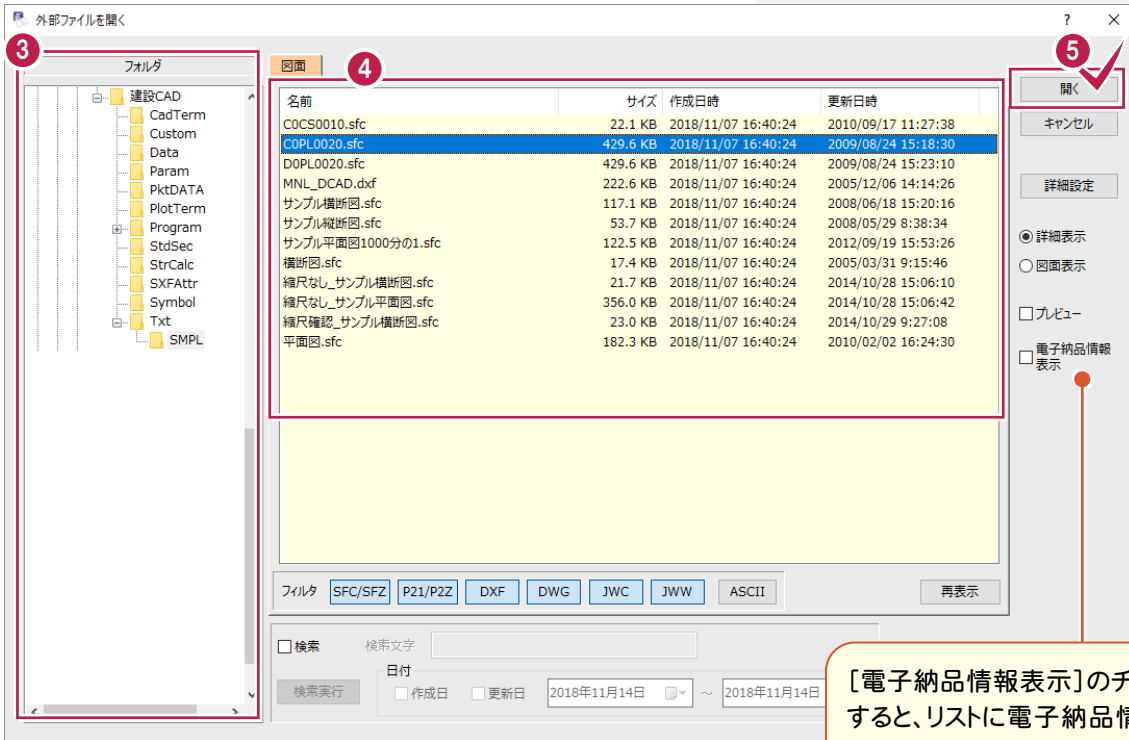 外部ファイルを開く
? ×
3
フォルダ
建設CAD
CadTerm
Custom
Data
Param
PktDATA
PlotTerm
Program
StdSec
StrCalc
SXFAttr
Symbol
Txt
SMPL
図面
4
名前 サイズ 作成日時 更新日時
C0CS0010.sfc 22.1 KB 2018/11/07 16:40:24 2010/09/17 11:27:38
C0PL0020.sfc 429.6 KB 2018/11/07 16:40:24 2009/08/24 15:18:30
D0PL0020.sfc 429.6 KB 2018/11/07 16:40:24 2009/08/24 15:23:10
MNL_DCAD.dxf 222.6 KB 2018/11/07 16:40:24 2005/12/06 14:14:26
サンプル横断図.sfc 117.1 KB 2018/11/07 16:40:24 2008/06/18 15:20:16
サンプル縦断図.sfc 53.7 KB 2018/11/07 16:40:24 2008/05/29 8:38:34
サンプル平面図1000分の1.sfc 122.5 KB 2018/11/07 16:40:24 2012/09/19 15:53:26
横断図.sfc 17.4 KB 2018/11/07 16:40:24 2005/03/31 9:15:46
縮尺なし_サンプル横断図.sfc 21.7 KB 2018/11/07 16:40:24 2014/10/28 15:06:10
縮尺なし_サンプル平面図.sfc 356.0 KB 2018/11/07 16:40:24 2014/10/28 15:06:42
縮尺確認_サンプル横断図.sfc 23.0 KB 2018/11/07 16:40:24 2014/10/29 9:27:08
平面図.sfc 182.3 KB 2018/11/07 16:40:24 2010/02/02 16:24:30
フィルタ SFC/SFZ P21/P2Z DXF DWG JWC JWW ASCII 再表示
検索 検索文字
日付
検索実行 作成日 更新日 2018年11月14日 ～ 2018年11月14日
5
開く
キャンセル
詳細設定
詳細表示
図面表示
プレビュー
電子納品情報
表示
［電子納品情報表示］のチ
すると、リストに電子納品情